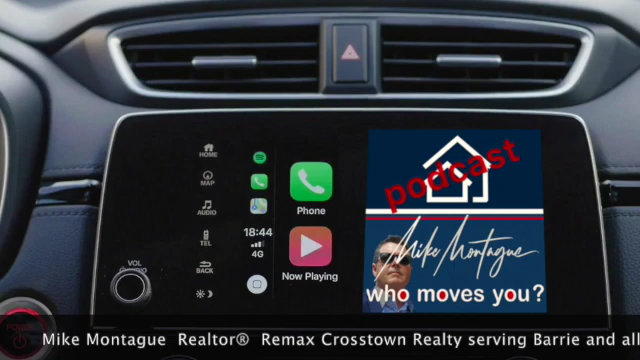 HOME
MAP
AUDIO
TEL
BACK
VOL
18:44
4G
Phone
Now Playing
podcast
Mike Montague
who moves you?
Mike Montague Realtor® Remax Crosstown Realty serving Barrie and all